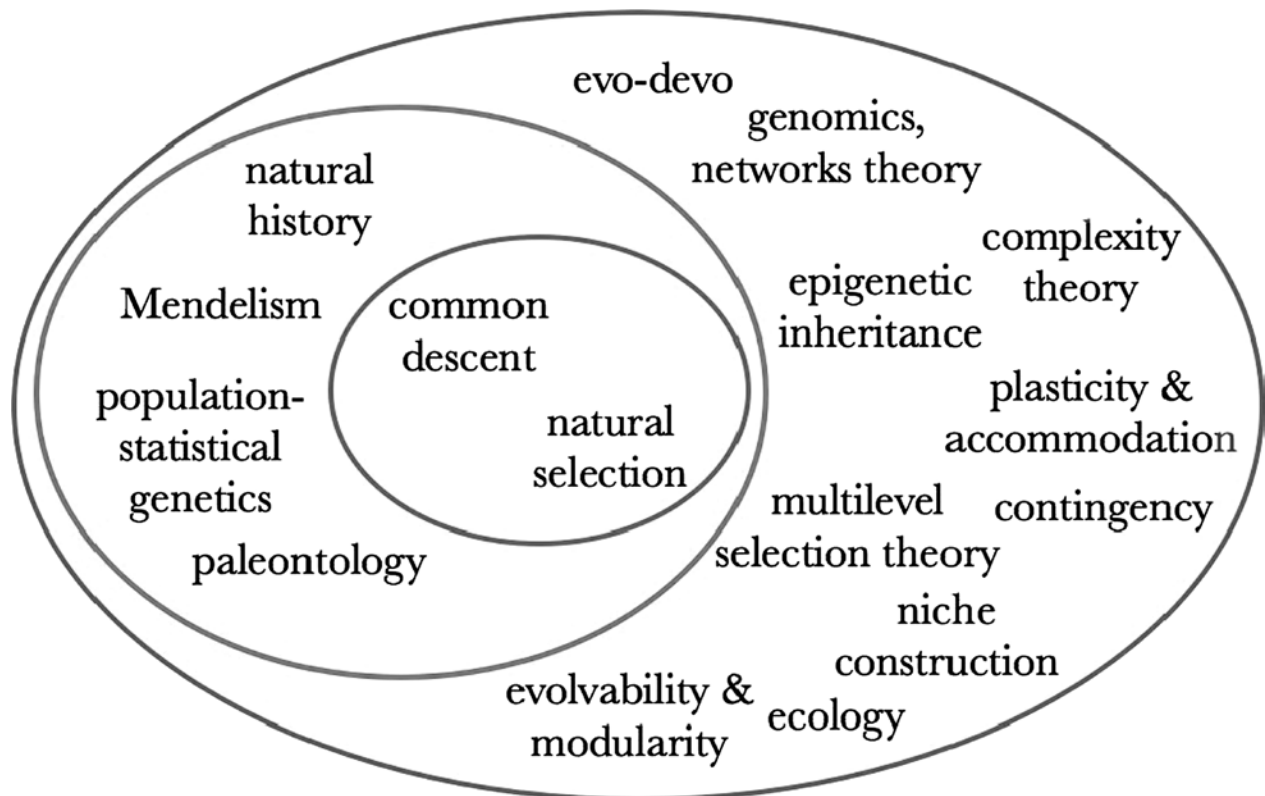 evo-devo
genomics,
networks theory
natural
history
complexity
theory
epigenetic
inheritance
Mendelism
common
descent
population-
statistical
genetics
plasticity &
accommodation
natural
selection
multilevel
selection theory
contingency
paleontology
niche
construction
evolvability &
modularity
ecology